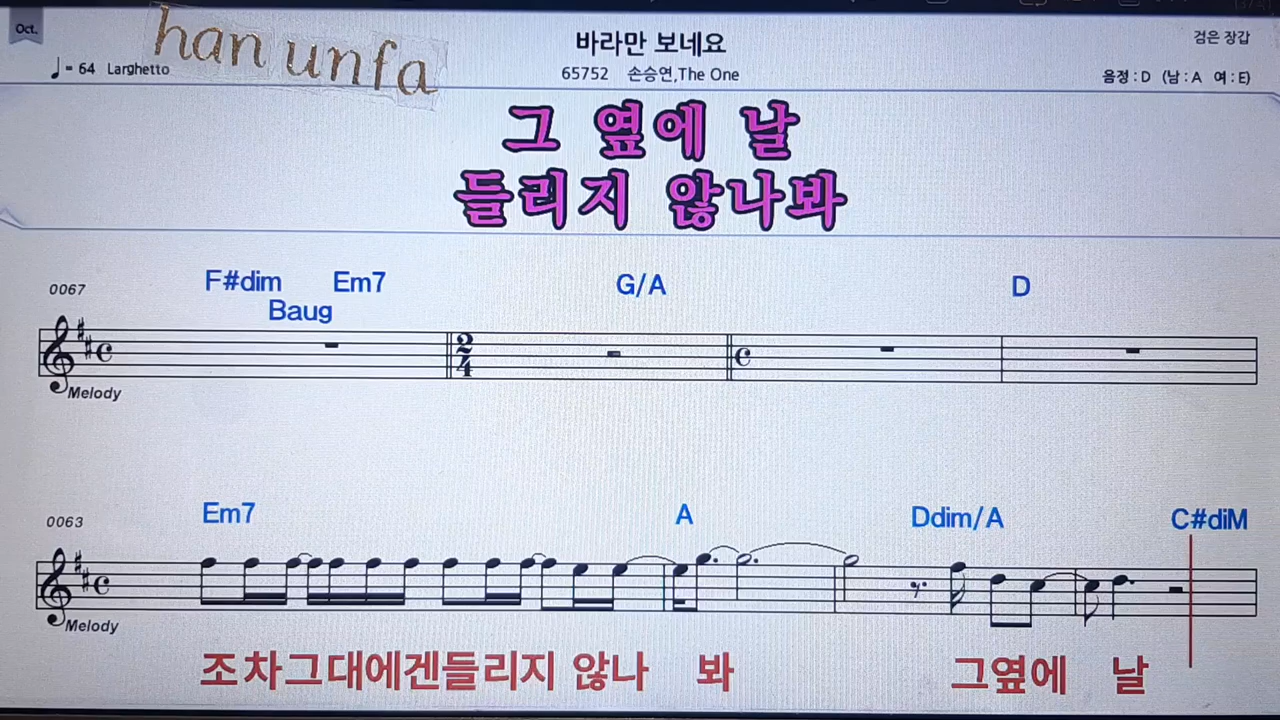 Oct.
han unfa
♩= 64 Larghetto
바라만 보네요
65752 손승연,The One
검은 장갑
음정 : D (남 : A 여 : E)
그 옆에 날
들리지 않나봐
0067
F#dim Em7 G/A D
Baug
2
4
Melody
0063
Em7 A Ddim/A C#diM
Melody
조차그대에겐들리지 않나 봐 그옆에 날